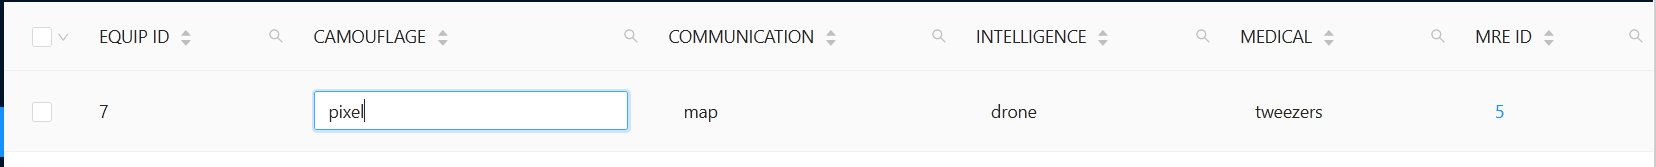 EQUIP ID CAMOUFLAGE COMMUNICATION INTELLIGENCE MEDICAL MRE ID
7 pixel map drone tweezers 5